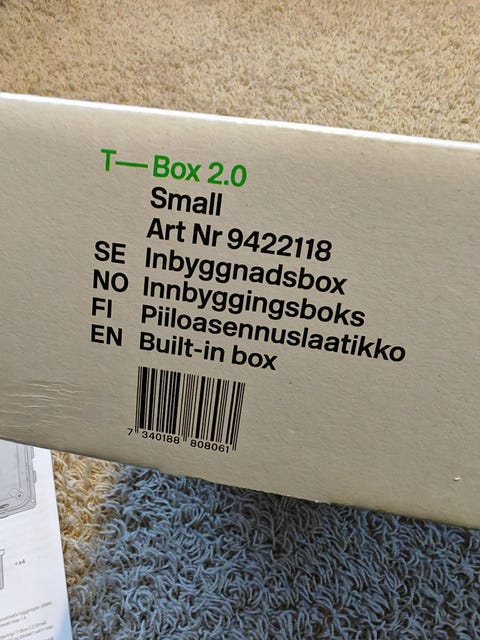 T—Box 2.0
Small
Art Nr 9422118
SE Inbyggnadsbox
NO Innbyggingsboks
FI Piiloasennuslaatikko
EN Built-in box
7 340188 808061
×4